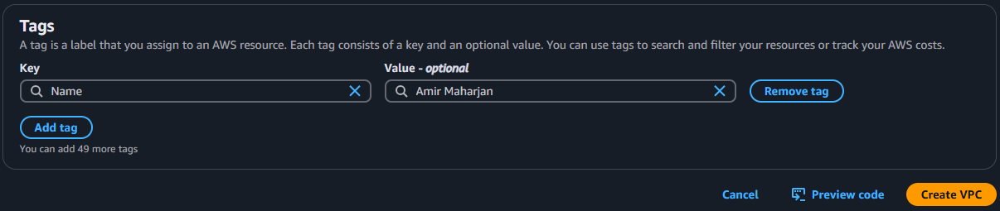 Tags
A tag is a label that you assign to an AWS resource. Each tag consists of a key and an optional value. You can use tags to search and filter your resources or track your AWS costs.
Key Value - optional
Name Amir Maharjan Remove tag
Add tag
You can add 49 more tags
Cancel Preview code Create VPC